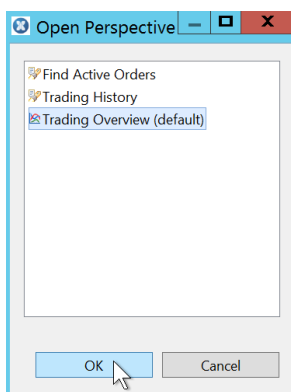 Open Perspective
Find Active Orders
Trading History
Trading Overview (default)
OK
Cancel